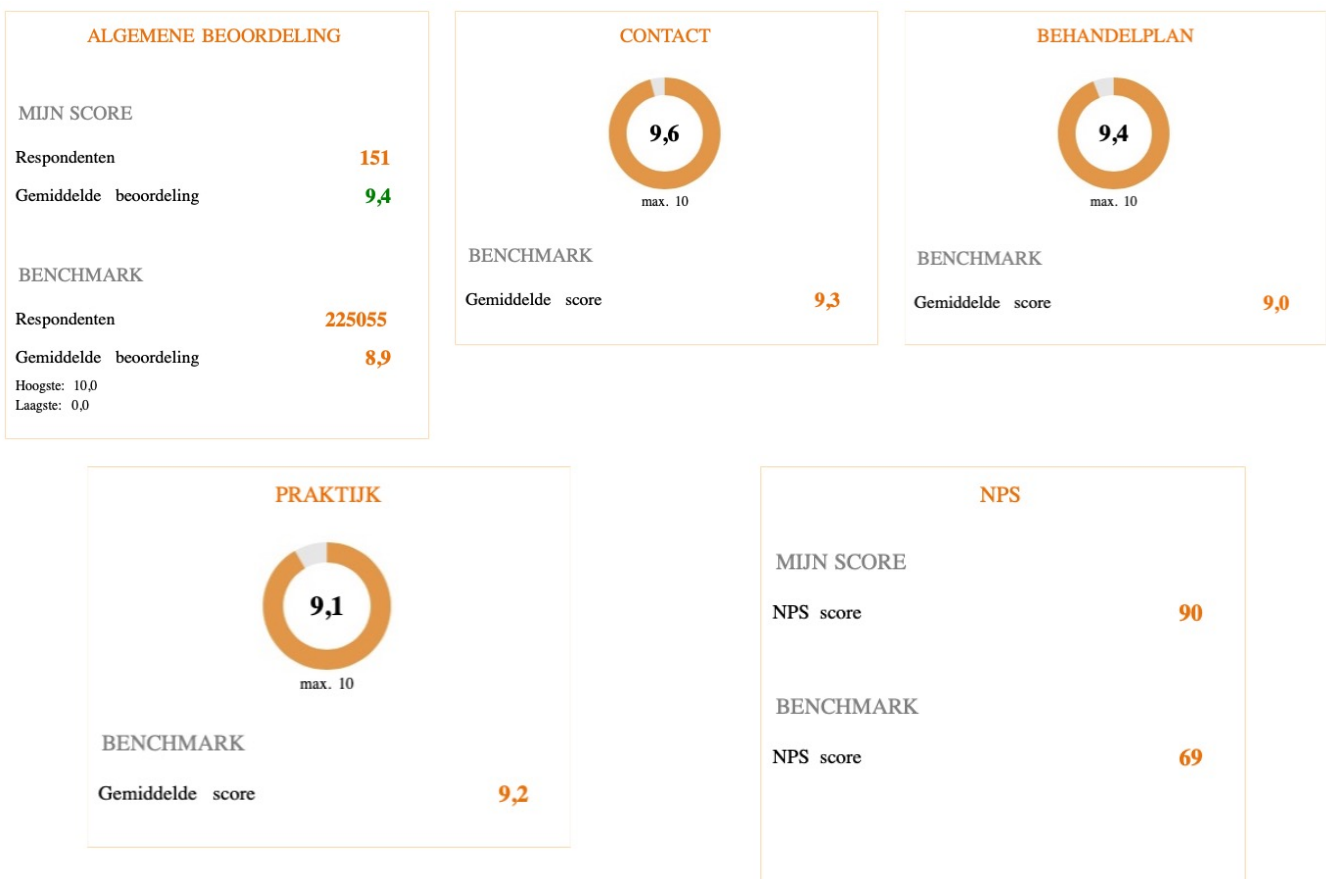 ALGEMENE BEOORDELING
MIJN SCORE
Respondenten 151
Gemiddelde beoordeling 9,4
BENCHMARK
Respondenten 225055
Gemiddelde beoordeling 8,9
Hoogste: 10,0
Laagste: 0,0
CONTACT
9,6
max. 10
BENCHMARK
Gemiddelde score 9,3
BEHANDELPLAN
9,4
max. 10
BENCHMARK
Gemiddelde score 9,0
PRAKTIJK
9,1
max. 10
BENCHMARK
Gemiddelde score 9,2
NPS
MIJN SCORE
NPS score 90
BENCHMARK
NPS score 69